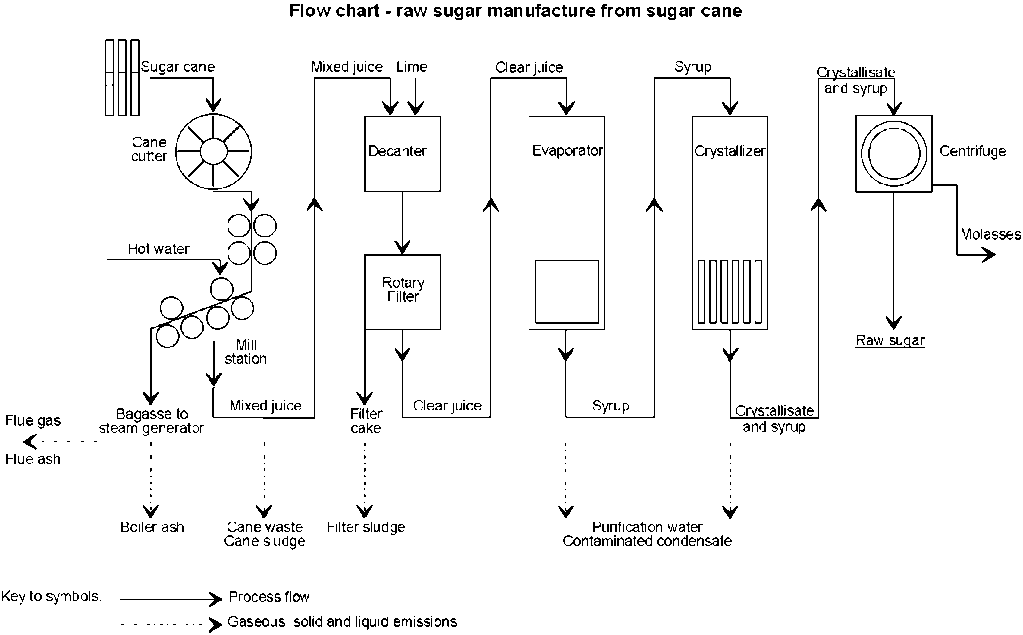 Flow chart - raw sugar manufacture from sugar cane
Sugar cane
Mixed juice
Lime
Clear juice
Syrup
Crystallisate
and syrup
Cane
cutter
Decanter
Evaporator
Crystallizer
Centrifuge
Hot water
Molasses
Rotary
Filter
Mill
station
Raw sugar
Bagasse to
steam generator
Mixed juice
Filter
cake
Clear juice
Syrup
Crystallisate
and syrup
Flue gas
Flue ash
Boiler ash
Cane waste
Cane sludge
Filter sludge
Purification water
Contaminated condensate
Key to symbols.
Process flow
Gaseous solid and liquid emissions